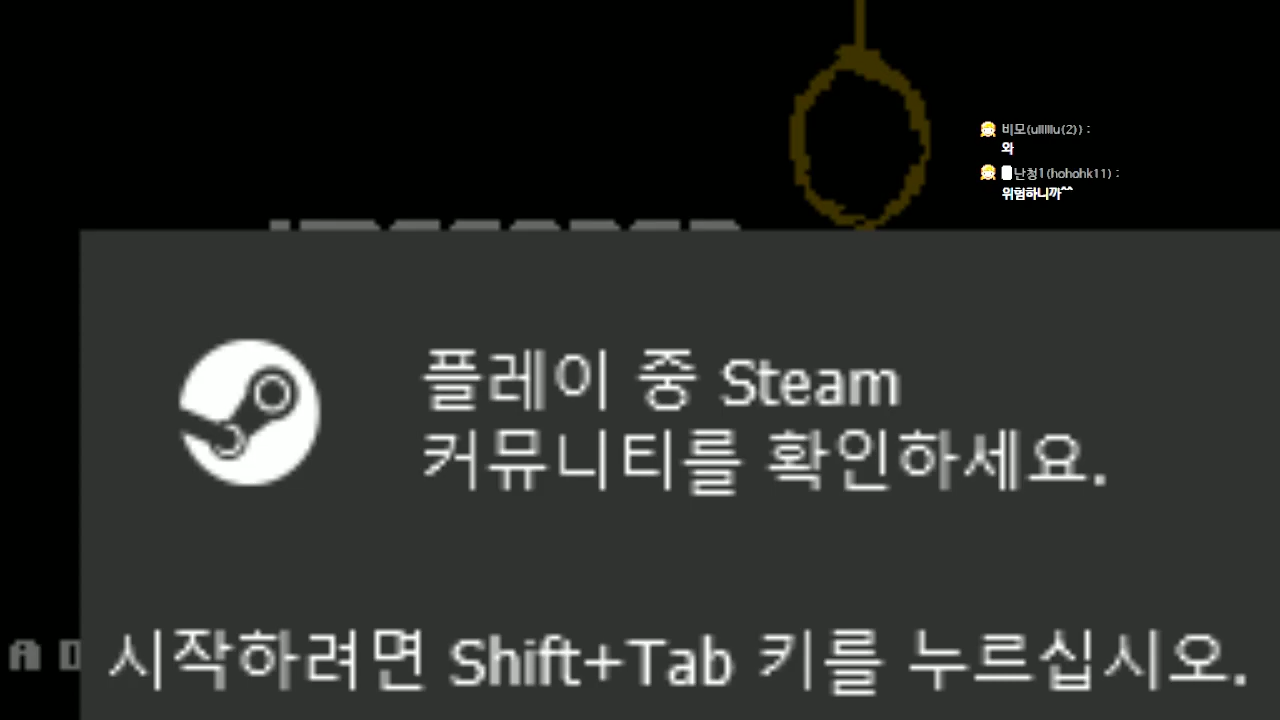 비모(ullllllu(2)) :
와
난청1(hohohk11) :
위험하니까^^
플레이 중 Steam
커뮤니티를 확인하세요.
시작하려면 Shift+Tab 키를 누르십시오.